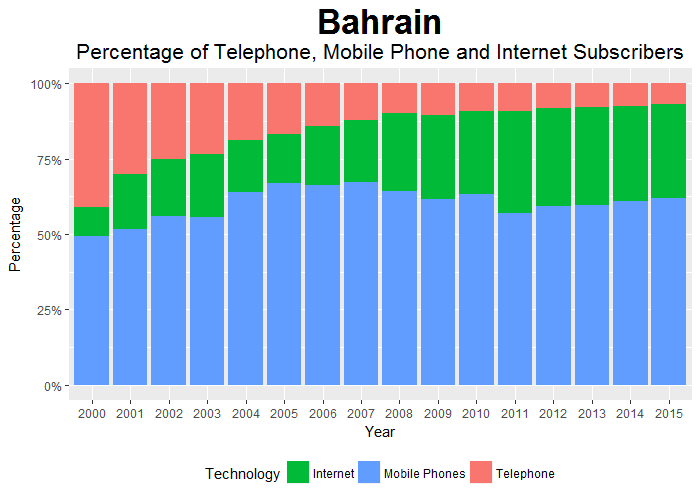 Bahrain
Percentage of Telephone, Mobile Phone and Internet Subscribers
100%
75%
50%
25%
0%
Percentage
2000 2001 2002 2003 2004 2005 2006 2007 2008 2009 2010 2011 2012 2013 2014 2015
Year
Technology Internet Mobile Phones Telephone